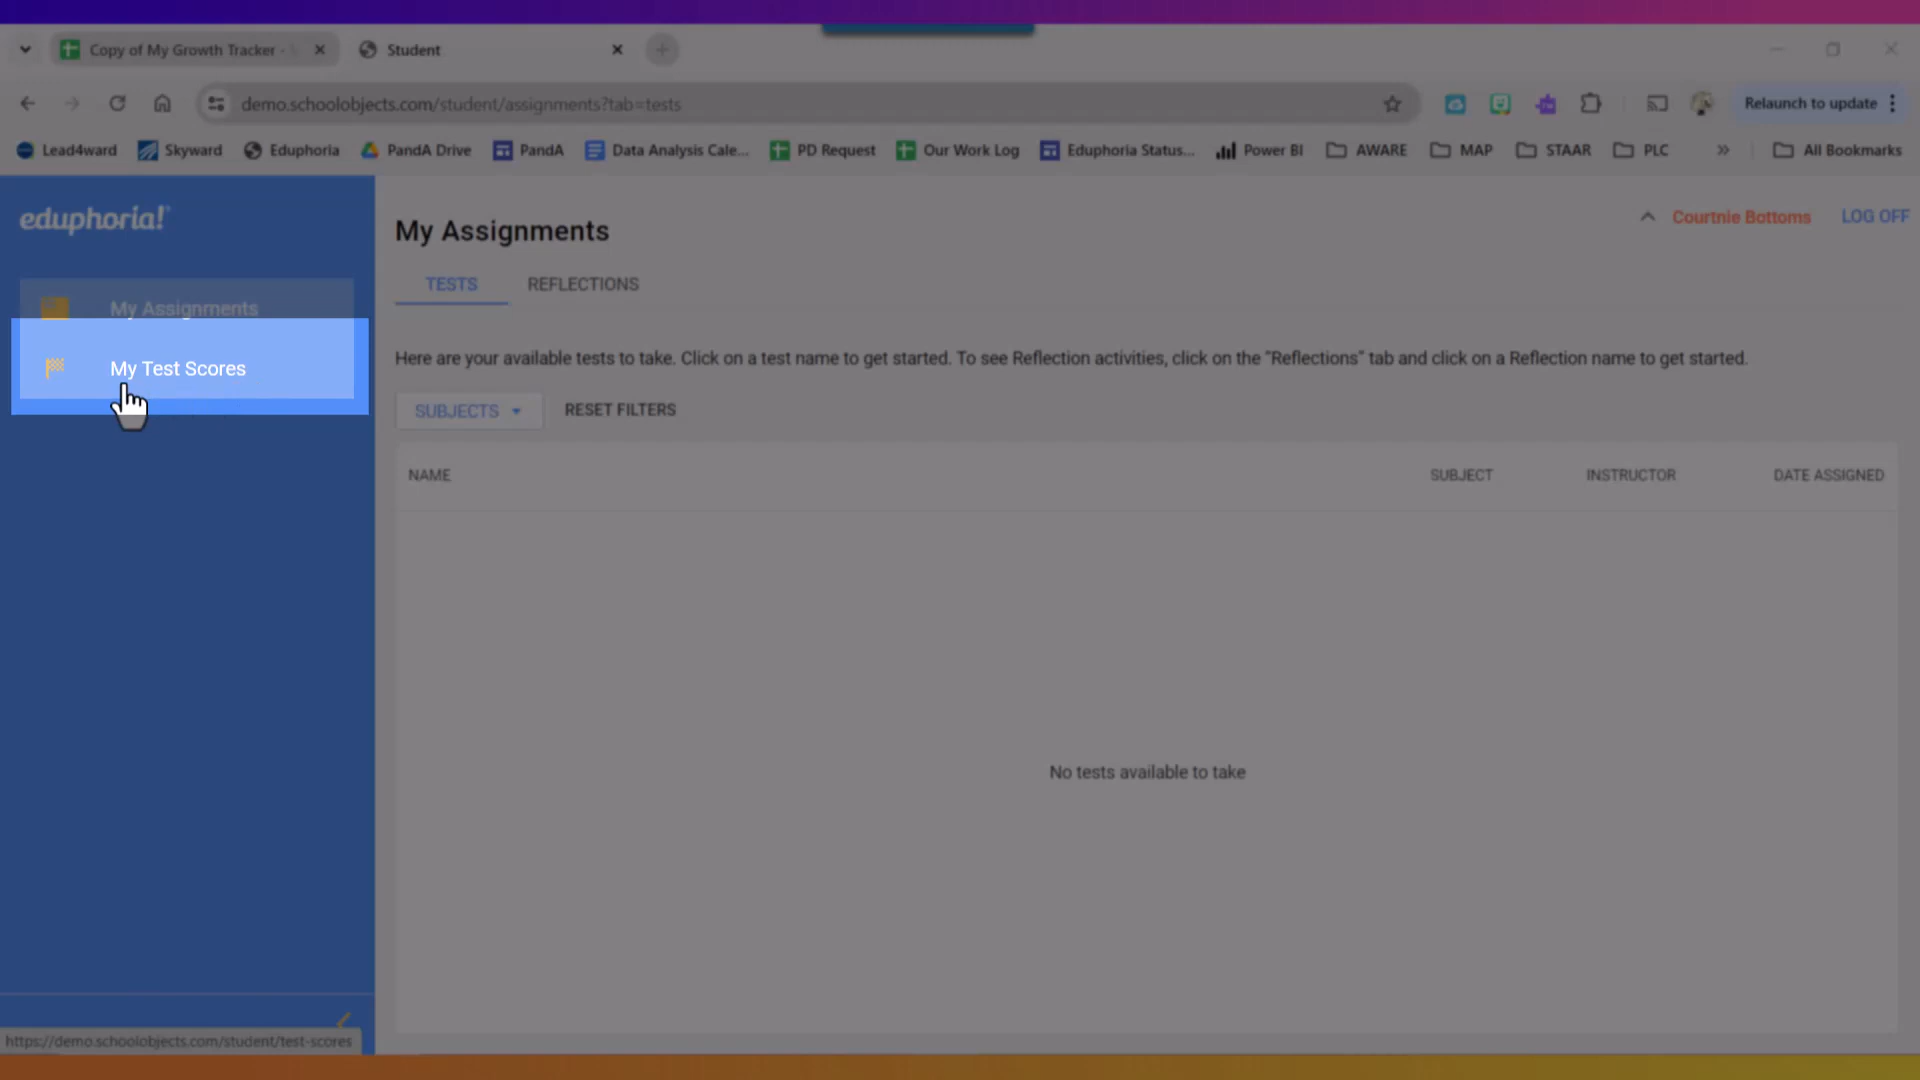 Copy of My Growth Tracker -
Student
demo.schoolobjects.com/student/assignments?tab=tests
Relaunch to update
Lead4ward
Skyward
Eduphoria
PandA Drive
PandA
Data Analysis Cale...
PD Request
Our Work Log
Eduphoria Status...
Power BI
AWARE
MAP
STAAR
PLC
All Bookmarks
eduphoria!
My Assignments
My Test Scores
My Assignments
Courtnie Bottoms
LOG OFF
TESTS
REFLECTIONS
Here are your available tests to take. Click on a test name to get started. To see Reflection activities, click on the "Reflections" tab and click on a Reflection name to get started.
SUBJECTS
RESET FILTERS
NAME
SUBJECT
INSTRUCTOR
DATE ASSIGNED
No tests available to take
https://demo.schoolobjects.com/student/test-scores